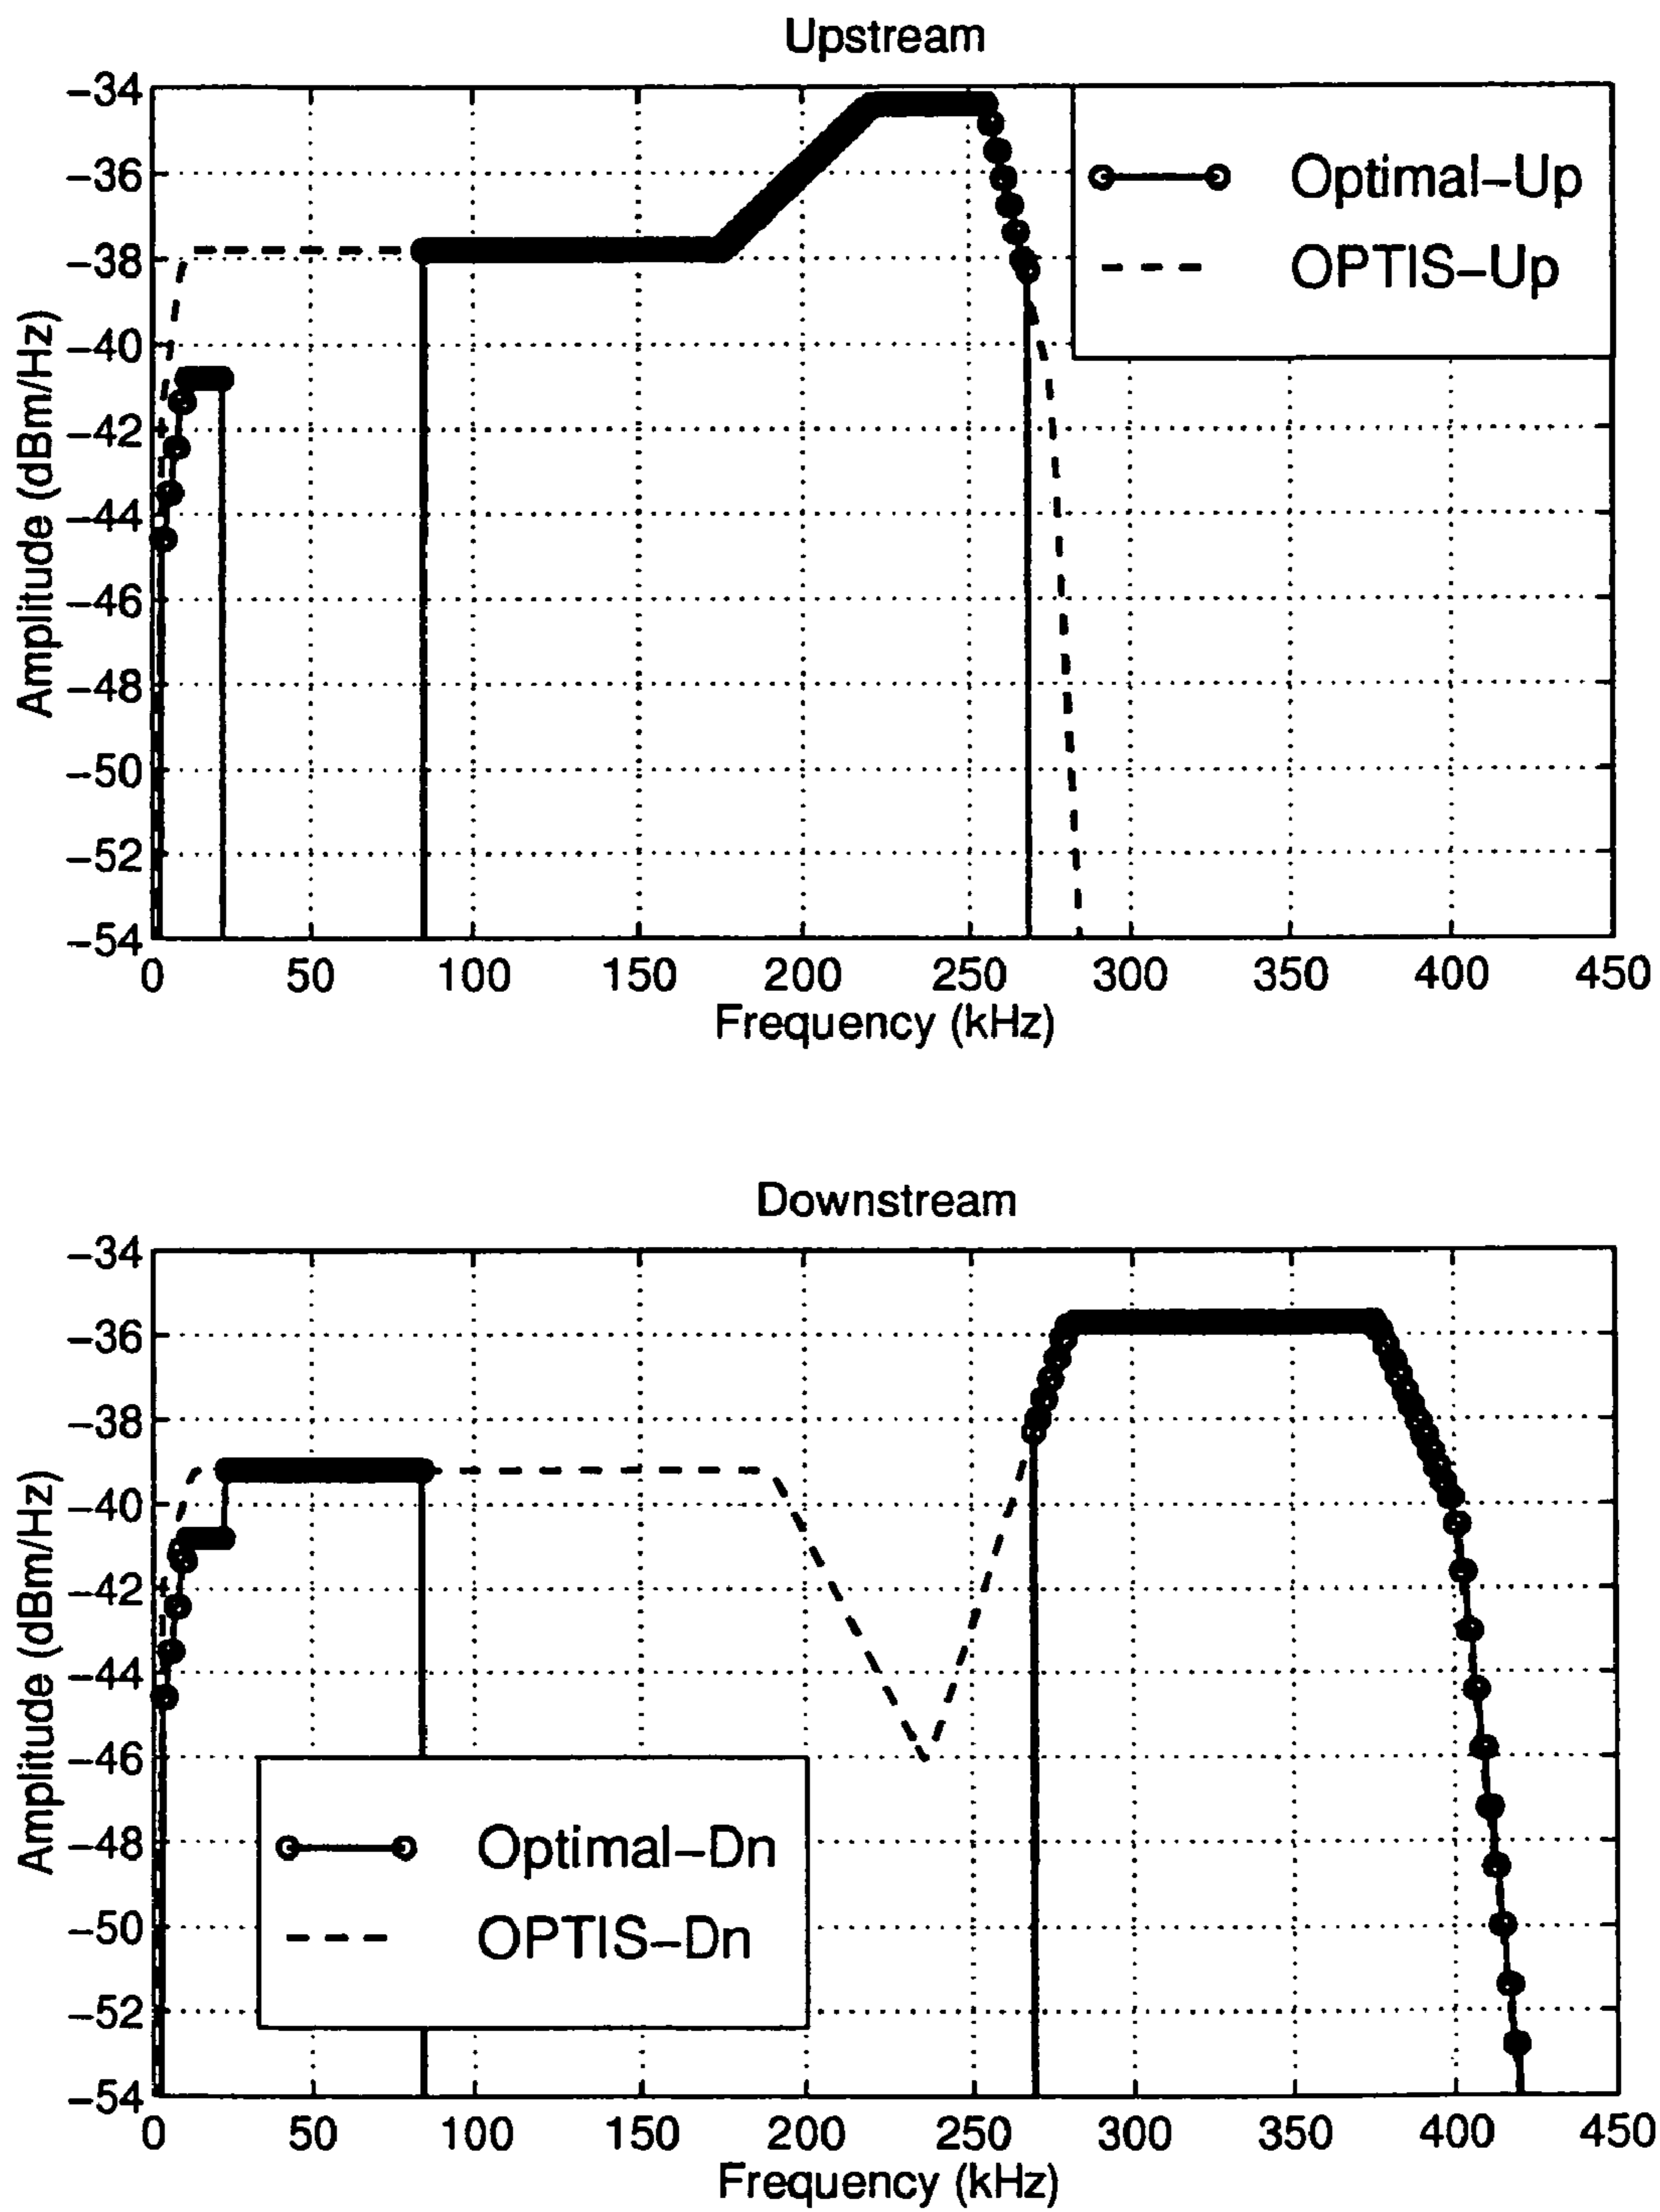 Upstream
Amplitude (dBm/Hz)
−34
−36
−38
−40
−42
−44
−46
−48
−50
−52
−54
Optimal−Up
OPTIS−Up
0 50 100 150 200 250 300 350 400 450
Frequency (kHz)
Downstream
Amplitude (dBm/Hz)
−34
−36
−38
−40
−42
−44
−46
−48
−50
−52
−54
Optimal−Dn
OPTIS−Dn
0 50 100 150 200 250 300 350 400 450
Frequency (kHz)